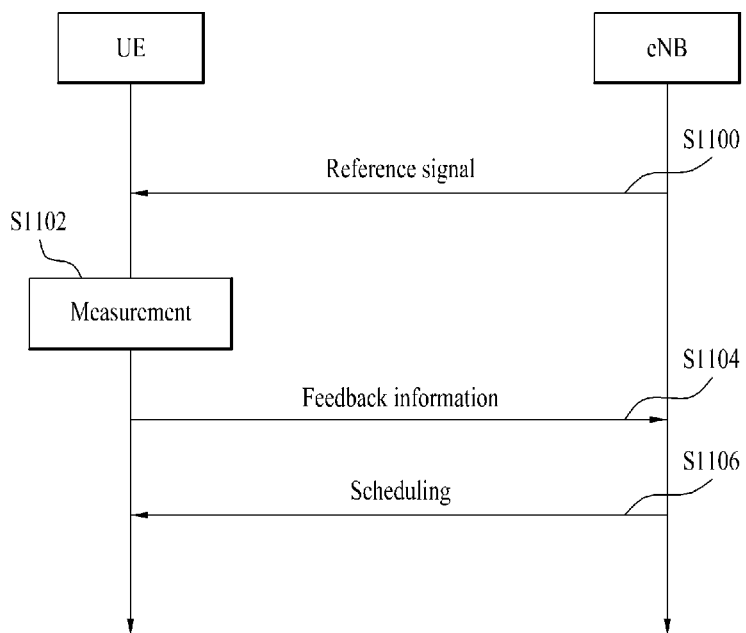 UE
eNB
S1100
Reference signal
S1102
Measurement
S1104
Feedback information
S1106
Scheduling